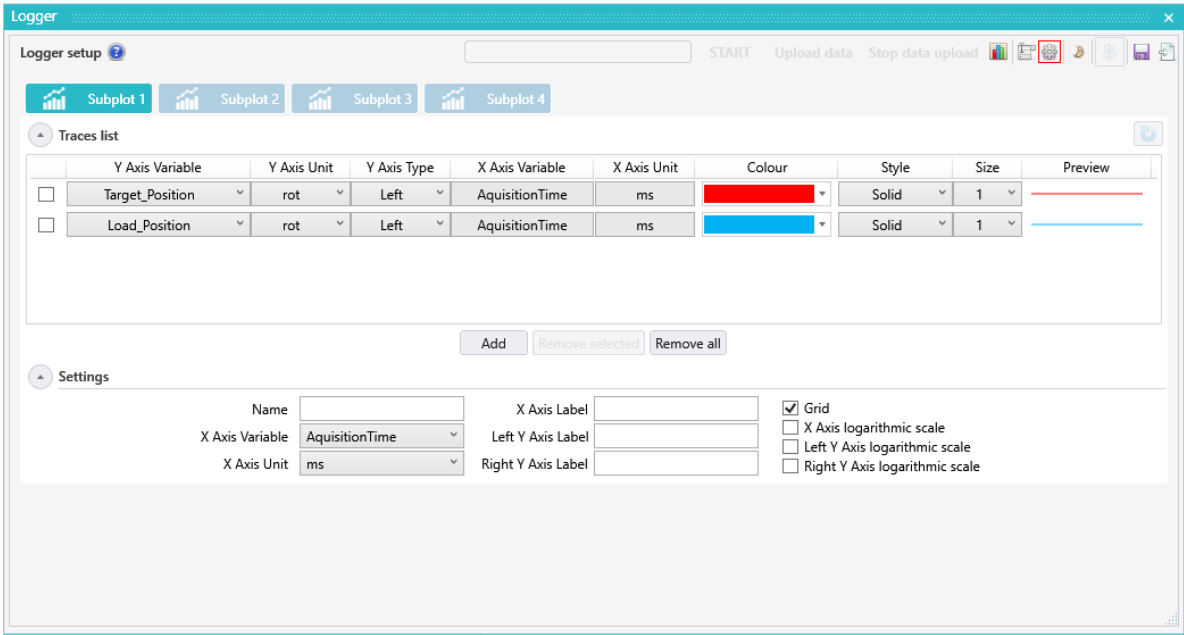 Logger
Logger setup ? START Upload data Stop data upload
Subplot 1 Subplot 2 Subplot 3 Subplot 4
Traces list
Y Axis Variable Y Axis Unit Y Axis Type X Axis Variable X Axis Unit Colour Style Size Preview
Target_Position rot Left AquisitionTime ms Solid 1
Load_Position rot Left AquisitionTime ms Solid 1
Add Remove selected Remove all
Settings
Name X Axis Label Grid
X Axis logarithmic scale
X Axis Variable AquisitionTime Left Y Axis Label
Left Y Axis logarithmic scale
X Axis Unit ms Right Y Axis Label Right Y Axis logarithmic scale